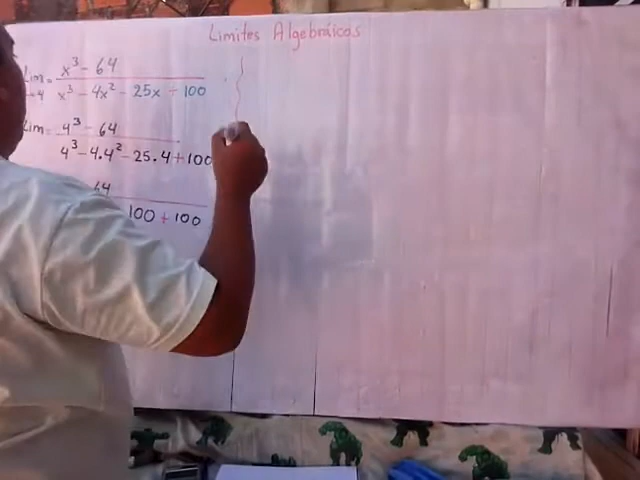 Limites Algebráicos
Lim = x³ - 64
→4 x³ - 4x² - 25x + 100
Lim = 4³ - 64
4³ - 4.4² - 25.4 + 100
64
100 + 100